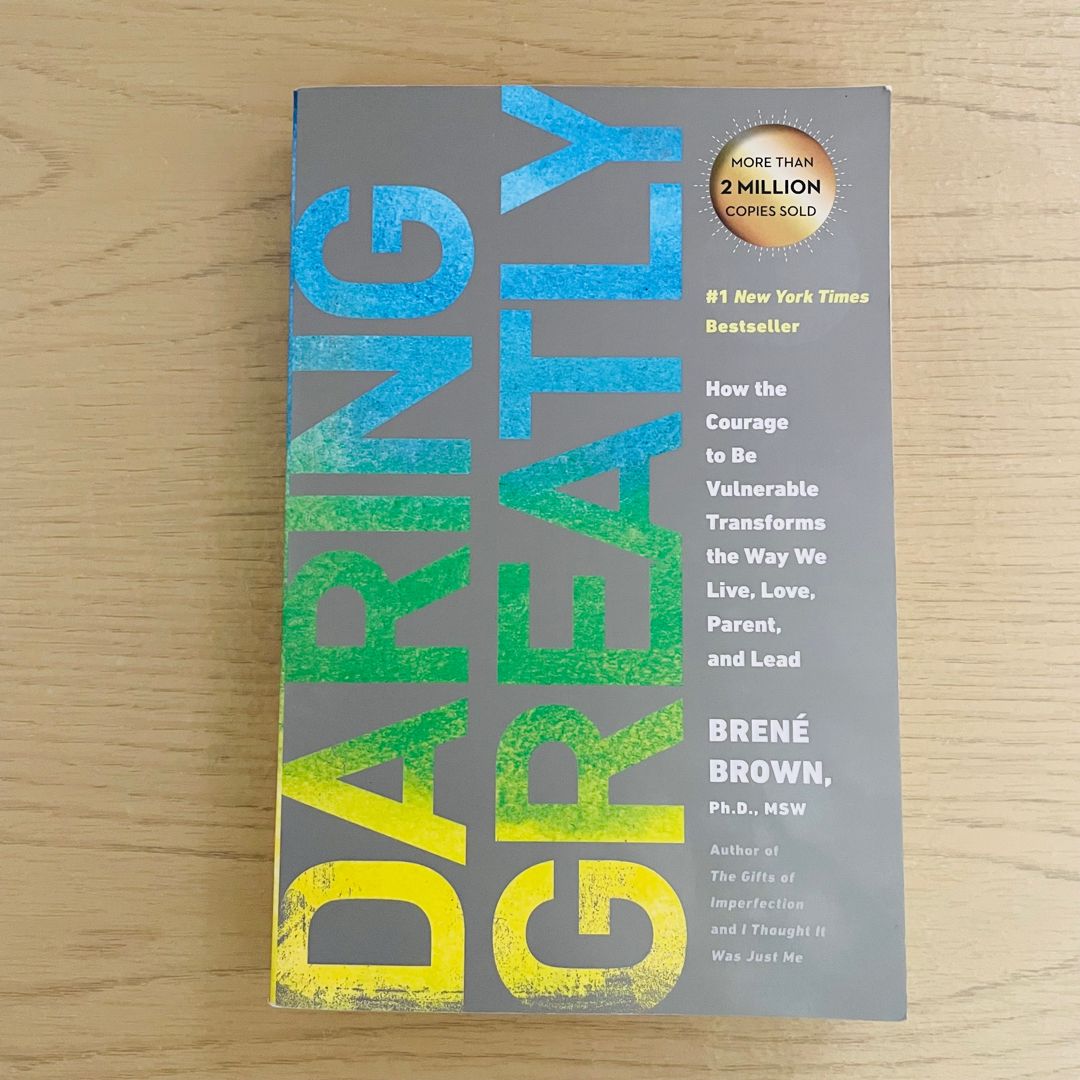 DARING
GREATLY
MORE THAN
2 MILLION
COPIES SOLD
#1 New York Times
Bestseller
How the
Courage
to Be
Vulnerable
Transforms
the Way We
Live, Love,
Parent,
and Lead
BRENÉ
BROWN,
Ph.D., MSW
Author of
The Gifts of
Imperfection
and I Thought It
Was Just Me